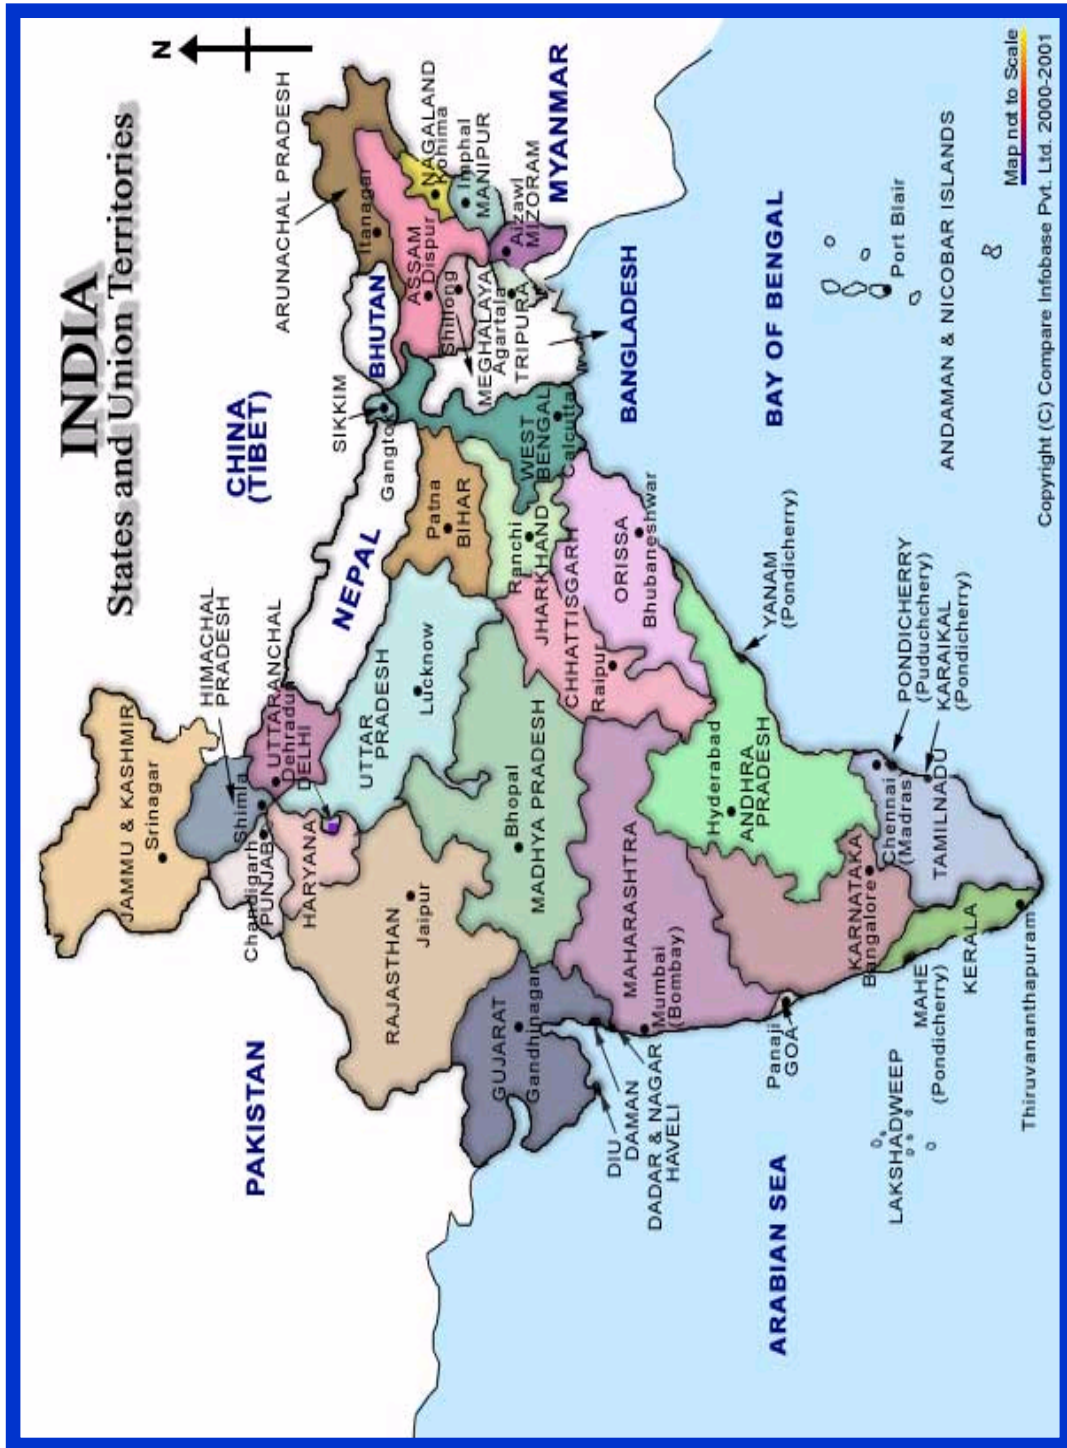 INDIA
States and Union Territories
N
JAMMU & KASHMIR
Srinagar
HIMACHAL
PRADESH
Shimla
Chandigarh
PUNJAB
UTTARANCHAL
Dehradun
DELHI
HARYANA
CHINA
(TIBET)
PAKISTAN
NEPAL
SIKKIM
Gangtok
BHUTAN
ARUNACHAL PRADESH
Itanagar
ASSAM
Dispur
NAGALAND
Kohima
Imphal
MANIPUR
Aizawl
MIZORAM
Shillong
MEGHALAYA
Agartala
TRIPURA
MYANMAR
BANGLADESH
RAJASTHAN
Jaipur
UTTAR
PRADESH
Lucknow
Patna
BIHAR
Ranchi
JHARKHAND
WEST
BENGAL
Calcutta
GUJARAT
Gandhinagar
Bhopal
MADHYA PRADESH
CHHATTISGARH
Raipur
ORISSA
Bhubaneshwar
DIU
DAMAN
DADAR & NAGAR
HAVELI
MAHARASHTRA
Mumbai
(Bombay)
Hyderabad
ANDHRA
PRADESH
YANAM
(Pondicherry)
BAY OF BENGAL
ARABIAN SEA
Panaji
GOA
KARNATAKA
Bangalore
Chennai
(Madras)
TAMILNADU
PONDICHERRY
(Puduchery)
KARAIKAL
(Pondicherry)
LAKSHADWEEP
MAHE
(Pondicherry)
KERALA
Thiruvananthapuram
Port Blair
ANDAMAN & NICOBAR ISLANDS
Map not to Scale
Copyright (C) Compare Infobase Pvt. Ltd. 2000-2001